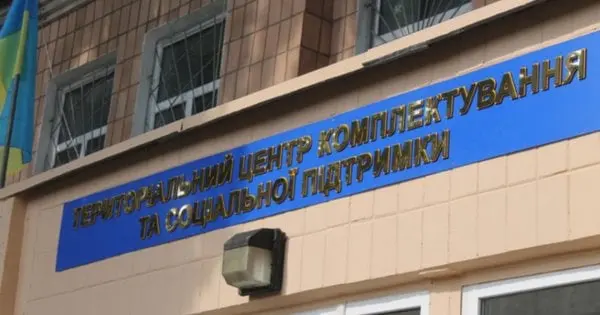 ТЕРИТОРІАЛЬНИЙ ЦЕНТР КОМПЛЕКТУВАННЯ
ТА СОЦІАЛЬНОЇ ПІДТРИМКИ